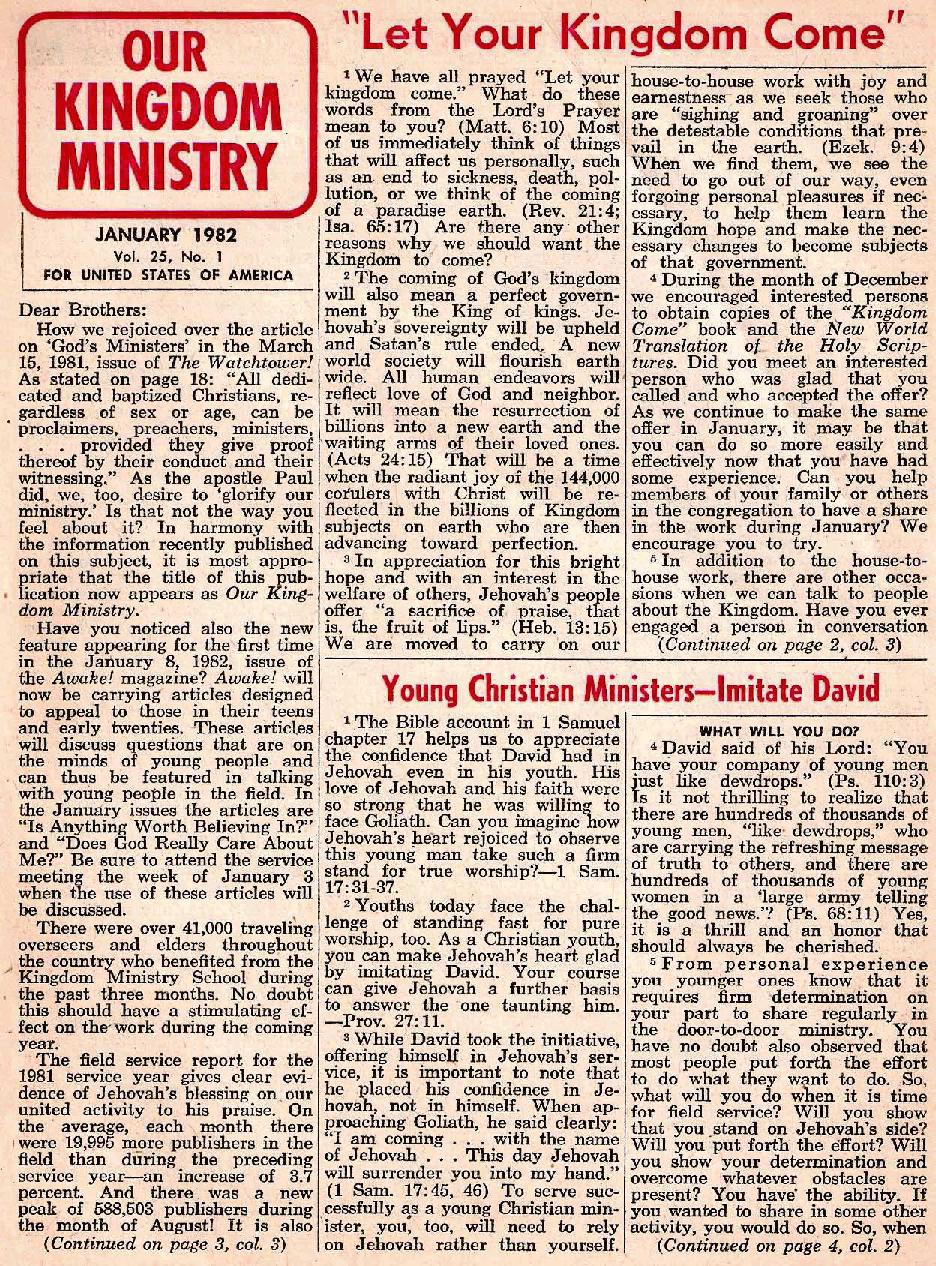 OUR
KINGDOM
MINISTRY
JANUARY 1982
Vol. 25, No. 1
FOR UNITED STATES OF AMERICA
Dear Brothers:
How we rejoiced over the article
on ‘God's Ministers’ in the March
15, 1981, issue of The Watchtower!
As stated on page 18: “All dedi-
cated and baptized Christians, re-
gardless of sex or age, can be
proclaimers, preachers, ministers,
. . . provided they give proof
thereof by their conduct and their
witnessing.” As the apostle Paul
did, we, too, desire to ‘glorify our
ministry.’ Is that not the way you
feel about it? In harmony with
the information recently published
on this subject, it is most appro-
priate that the title of this pub-
lication now appears as Our King-
dom Ministry.
Have you noticed also the new
feature appearing for the first time
in the January 8, 1982, issue of
the Awake! magazine? Awake! will
now be carrying articles designed
to appeal to those in their teens
and early twenties. These articles
will discuss questions that are on
the minds of young people and
can thus be featured in talking
with young people in the field. In
the January issues the articles are
“Is Anything Worth Believing In?”
and “Does God Really Care About
Me?” Be sure to attend the service
meeting the week of January 3
when the use of these articles will
be discussed.
There were over 41,000 traveling
overseers and elders throughout
the country who benefited from the
Kingdom Ministry School during
the past three months. No doubt
this should have a stimulating ef-
fect on the work during the coming
year.
The field service report for the
1981 service year gives clear evi-
dence of Jehovah's blessing on our
united activity to his praise. On
the average, each month there
were 19,995 more publishers in the
field than during the preceding
service year—an increase of 3.7
percent. And there was a new
peak of 588,503 publishers during
the month of August! It is also
(Continued on page 3, col. 3)
"Let Your Kingdom Come"
1 We have all prayed “Let your
kingdom come.” What do these
words from the Lord's Prayer
mean to you? (Matt. 6:10) Most
of us immediately think of things
that will affect us personally, such
as an end to sickness, death, pol-
lution, or we think of the coming
of a paradise earth. (Rev. 21:4;
Isa. 65:17) Are there any other
reasons why we should want the
Kingdom to come?
2 The coming of God's kingdom
will also mean a perfect govern-
ment by the King of kings. Je-
hovah's sovereignty will be upheld
and Satan's rule ended. A new
world society will flourish earth
wide. All human endeavors will
reflect love of God and neighbor.
It will mean the resurrection of
billions into a new earth and the
waiting arms of their loved ones.
(Acts 24:15) That will be a time
when the radiant joy of the 144,000
corulers with Christ will be re-
flected in the billions of Kingdom
subjects on earth who are then
advancing toward perfection.
3 In appreciation for this bright
hope and with an interest in the
welfare of others, Jehovah's people
offer “a sacrifice of praise, that
is, the fruit of lips.” (Heb. 13:15)
We are moved to carry on our
house-to-house work with joy and
earnestness as we seek those who
are “sighing and groaning” over
the detestable conditions that pre-
vail in the earth. (Ezek. 9:4)
When we find them, we see the
need to go out of our way, even
forgoing personal pleasures if nec-
essary, to help them learn the
Kingdom hope and make the nec-
essary changes to become subjects
of that government.
4 During the month of December
we encouraged interested persons
to obtain copies of the “Kingdom
Come” book and the New World
Translation of the Holy Scrip-
tures. Did you meet an interested
person who was glad that you
called and who accepted the offer?
As we continue to make the same
offer in January, it may be that
you can do so more easily and
effectively now that you have had
some experience. Can you help
members of your family or others
in the congregation to have a share
in the work during January? We
encourage you to try.
5 In addition to the house-to-
house work, there are other occa-
sions when we can talk to people
about the Kingdom. Have you ever
engaged a person in conversation
(Continued on page 2, col. 3)
Young Christian Ministers—Imitate David
1 The Bible account in 1 Samuel
chapter 17 helps us to appreciate
the confidence that David had in
Jehovah even in his youth. His
love of Jehovah and his faith were
so strong that he was willing to
face Goliath. Can you imagine how
Jehovah's heart rejoiced to observe
this young man take such a firm
stand for true worship?—1 Sam.
17:31-37.
2 Youths today face the chal-
lenge of standing fast for pure
worship, too. As a Christian youth,
you can make Jehovah's heart glad
by imitating David. Your course
can give Jehovah a further basis
to answer the one taunting him.
—Prov. 27:11.
3 While David took the initiative,
offering himself in Jehovah's ser-
vice, it is important to note that
he placed his confidence in Je-
hovah, not in himself. When ap-
proaching Goliath, he said clearly:
“I am coming . . . with the name
of Jehovah . . . This day Jehovah
will surrender you into my hand.”
(1 Sam. 17:45, 46) To serve suc-
cessfully as a young Christian min-
ister, you, too, will need to rely
on Jehovah rather than yourself.
WHAT WILL YOU DO?
4 David said of his Lord: “You
have your company of young men
just like dewdrops.” (Ps. 110:3)
Is it not thrilling to realize that
there are hundreds of thousands of
young men, “like dewdrops,” who
are carrying the refreshing message
of truth to others, and there are
hundreds of thousands of young
women in a ‘large army telling
the good news.’? (Ps. 68:11) Yes,
it is a thrill and an honor that
should always be cherished.
5 From personal experience
you younger ones know that it
requires firm determination on
your part to share regularly in
the door-to-door ministry. You
have no doubt also observed that
most people put forth the effort
to do what they want to do. So,
what will you do when it is time
for field service? Will you show
that you stand on Jehovah's side?
Will you put forth the effort? Will
you show your determination and
overcome whatever obstacles are
present? You have the ability. If
you wanted to share in some other
activity, you would do so. So, when
(Continued on page 4, col. 2)